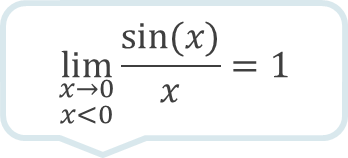 lim sin(x)/x = 1
x→0
x<0